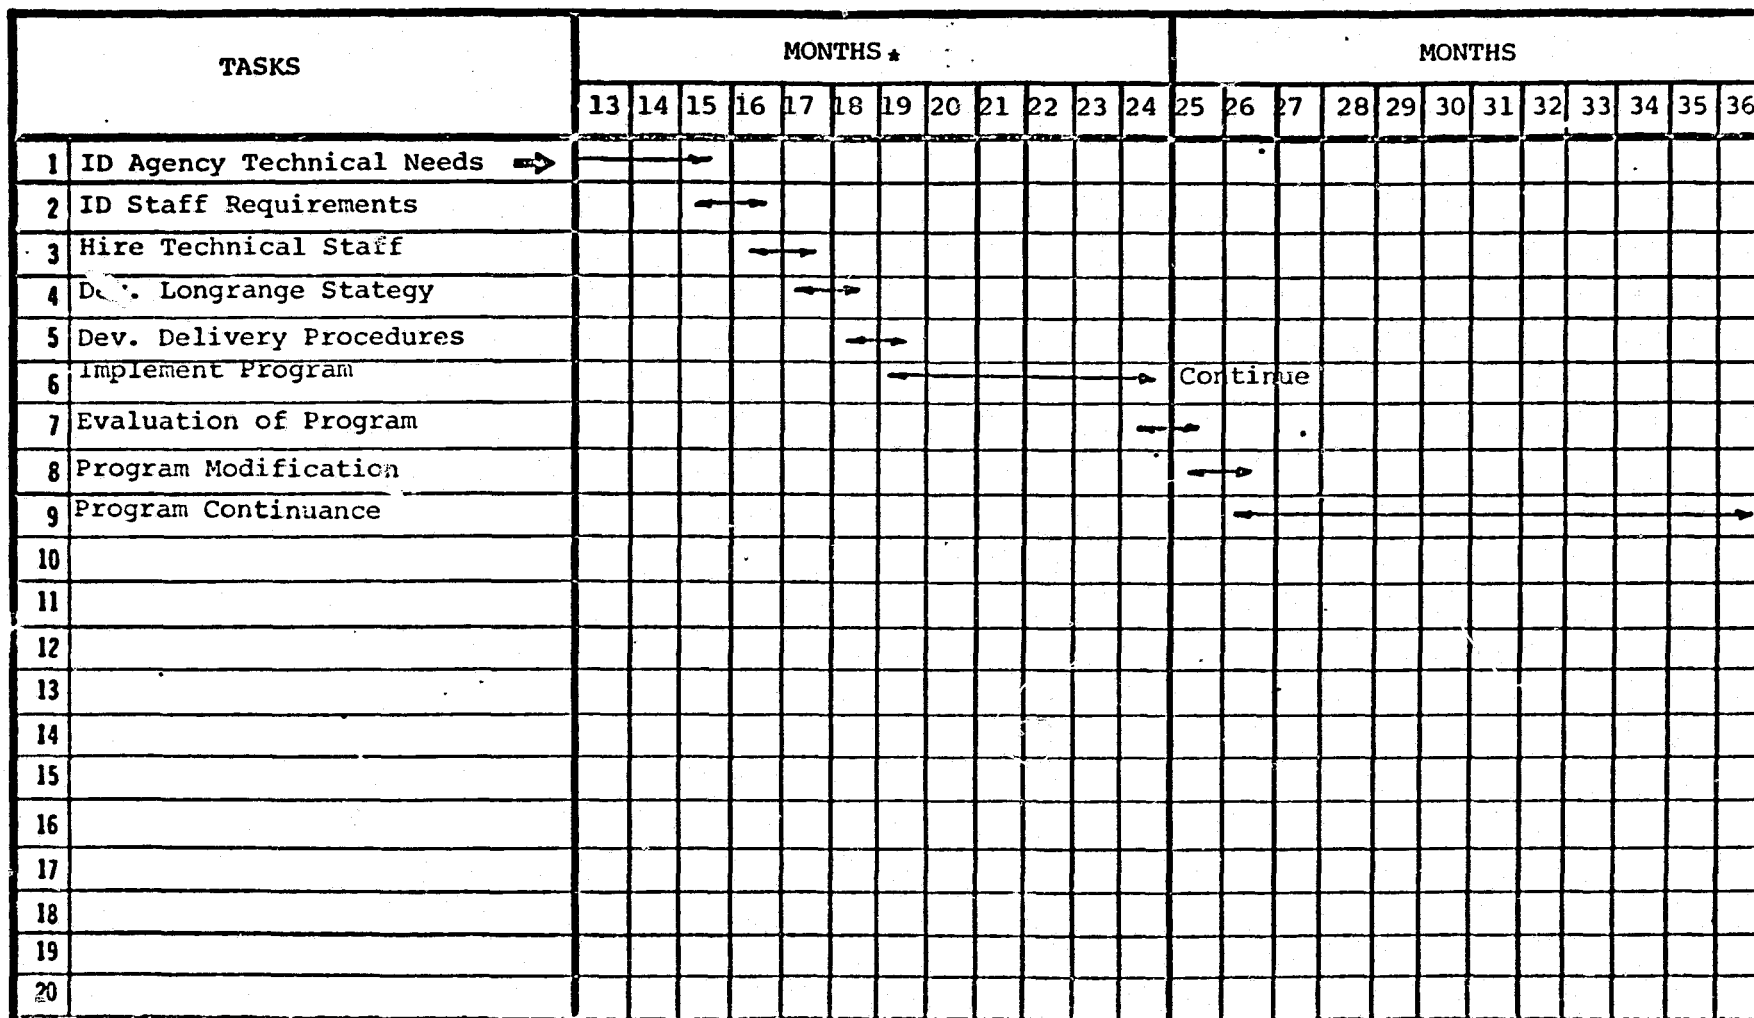 TASKS MONTHS * MONTHS
13 14 15 16 17 18 19 20 21 22 23 24 25 26 27 28 29 30 31 32 33 34 35 36
1 ID Agency Technical Needs ⇒
2 ID Staff Requirements
3 Hire Technical Staff
4 Longrange Stategy
5 Dev. Delivery Procedures
6 Implement Program Continue
7 Evaluation of Program
8 Program Modification
9 Program Continuance
10
11
12
13
14
15
16
17
18
19
20